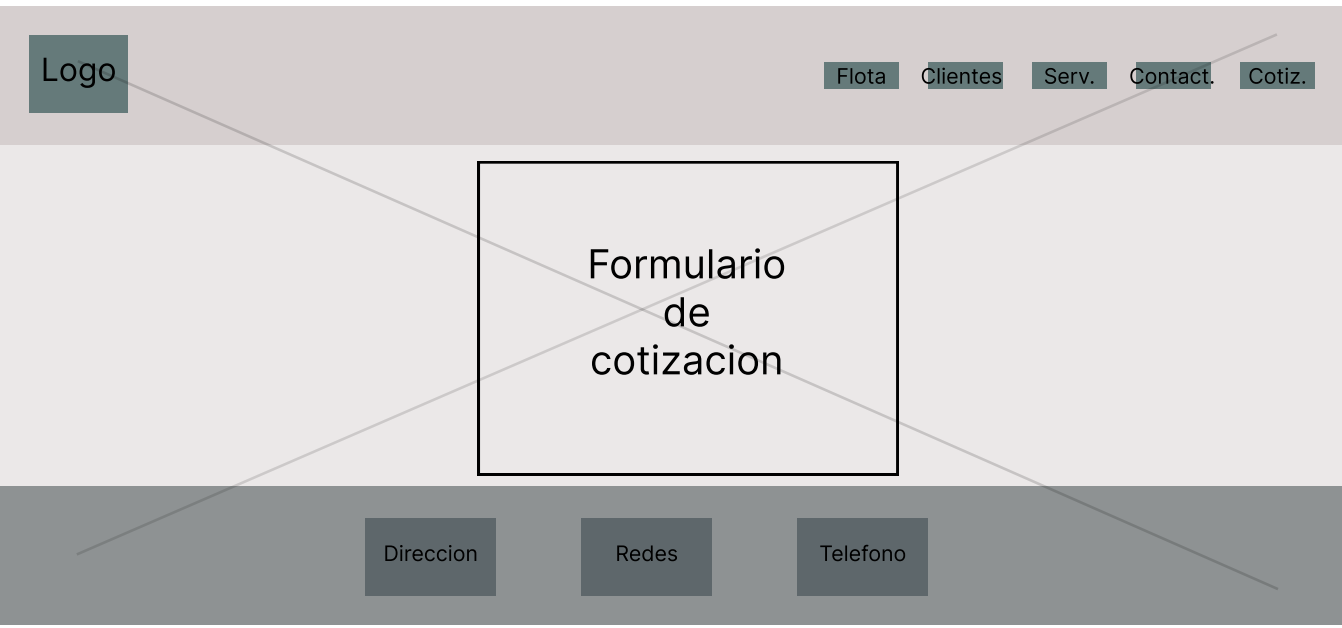 Logo
Flota
Clientes
Serv.
Contact.
Cotiz.
Formulario
de
cotizacion
Direccion
Redes
Telefono